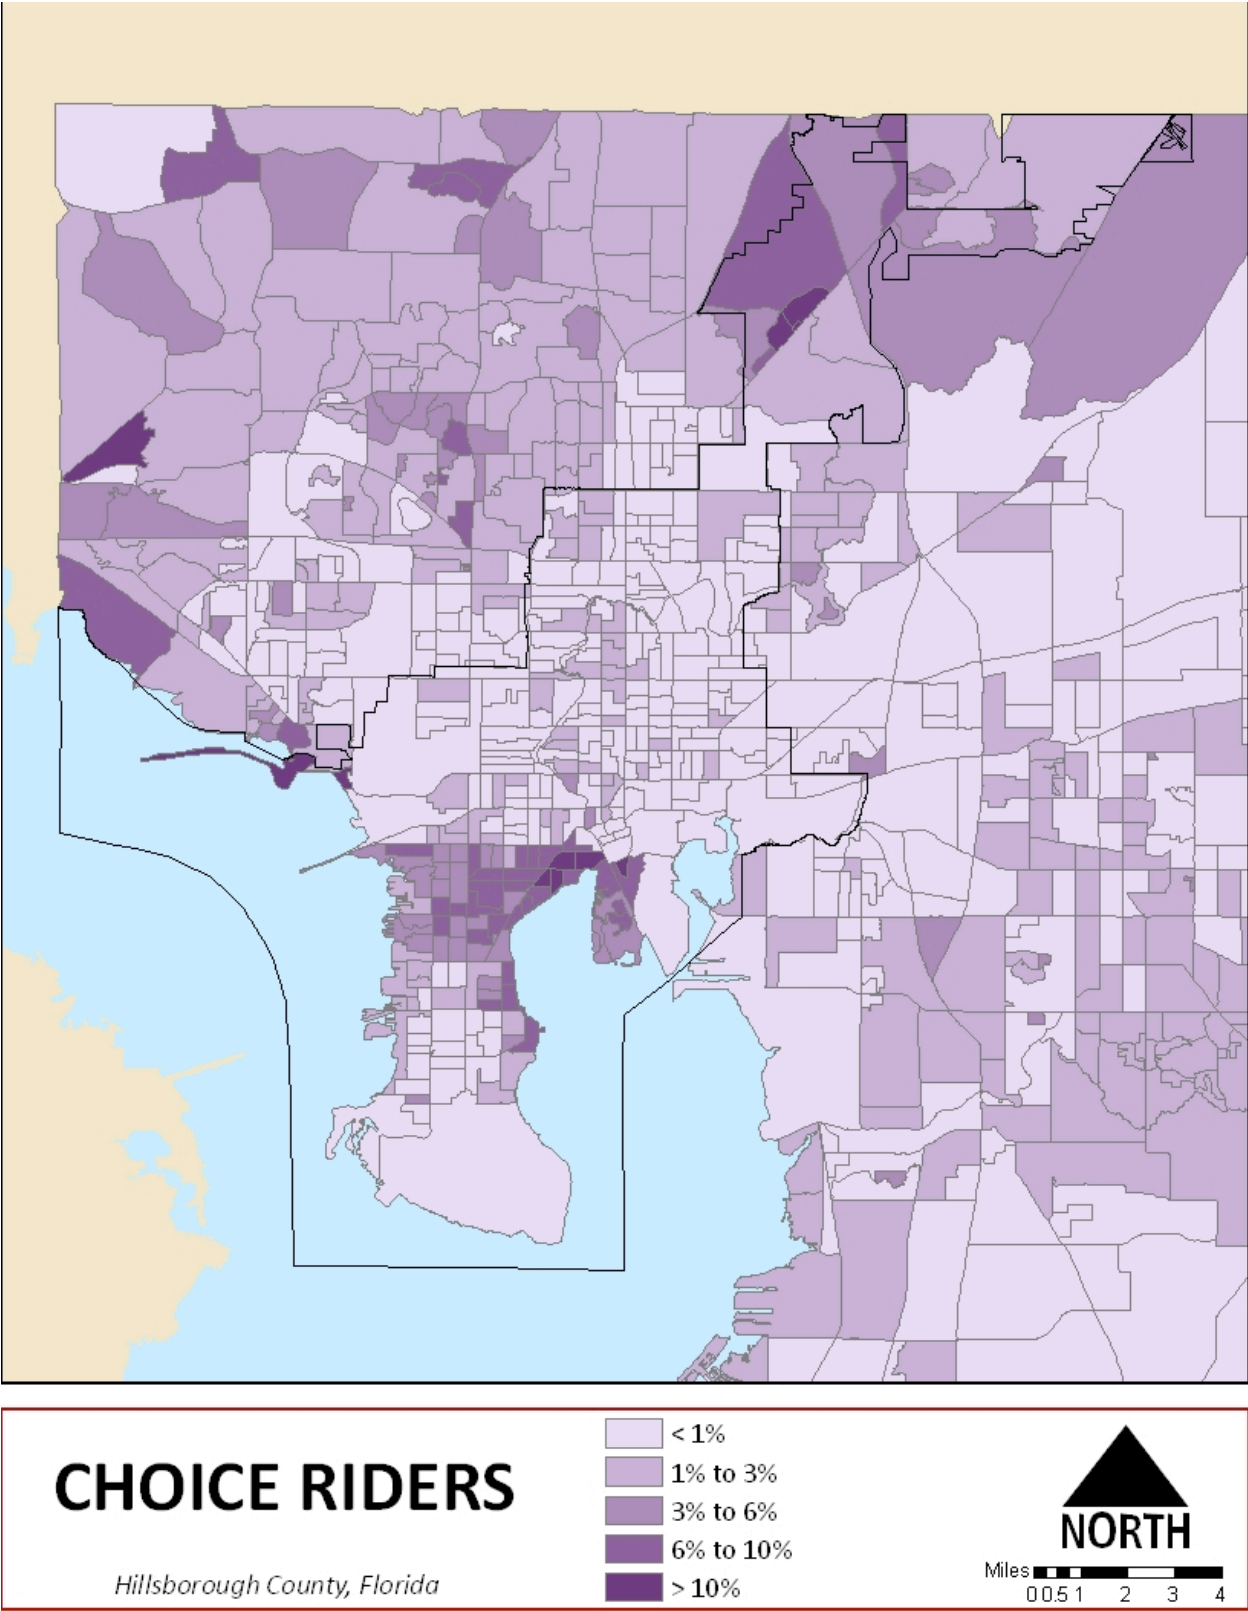 CHOICE RIDERS
Hillsborough County, Florida
< 1%
1% to 3%
3% to 6%
6% to 10%
> 10%
NORTH
Miles
0 0.5 1 2 3 4